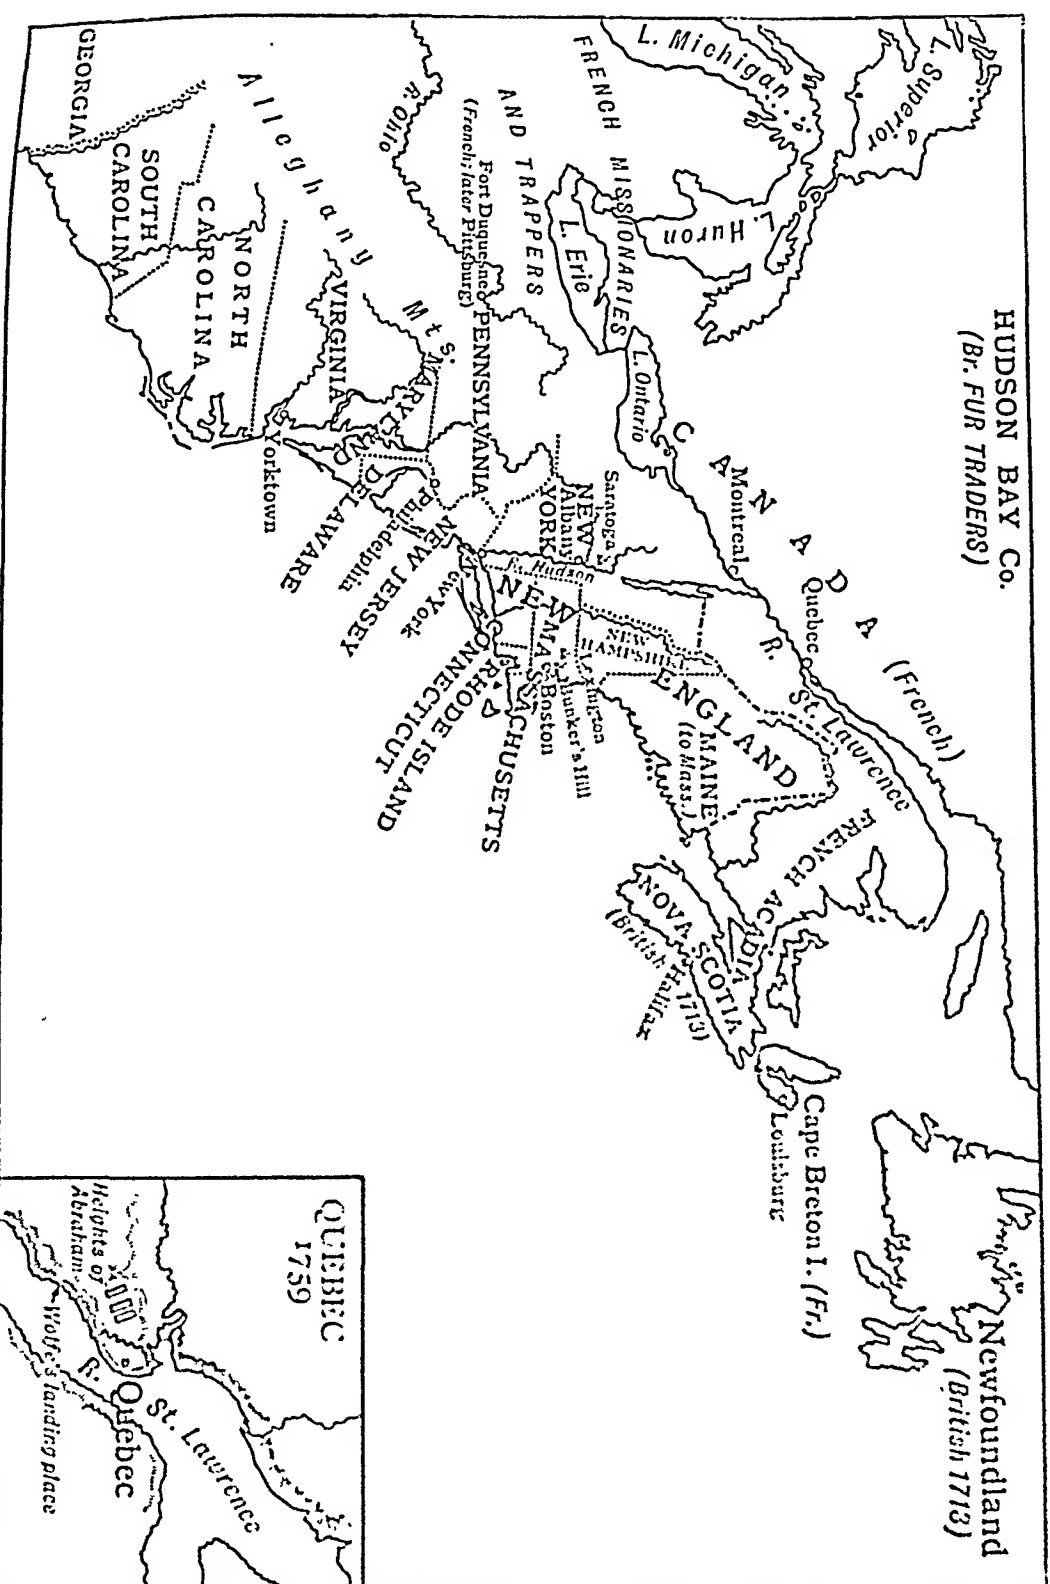 HUDSON BAY Co.
(Br. FUR TRADERS)
L. Superior
L. Michigan
L. Huron
FRENCH MISSIONARIES
AND TRAPPERS
L. Erie
L. Ontario
CANADA (French)
Montreal
Quebec
R. St. Lawrence
Newfoundland
(British 1713)
Cape Breton I. (Fr.)
Louisburg
FRENCH ACADIA
NOVA SCOTIA
(British 1713)
Halifax
MAINE
(to Mass.)
NEW ENGLAND
NEW
HAMPSHIRE
Saratoga
NEW
YORK
Albany
R. Hudson
Lexington
Bunker's Hill
Boston
MASSACHUSETTS
RHODE ISLAND
CONNECTICUT
New York
NEW JERSEY
Philadelphia
DELAWARE
MARYLAND
PENNSYLVANIA
Fort Duquesne
(French; later Pittsburg)
R. Ohio
Alleghany Mts.
VIRGINIA
Yorktown
NORTH
CAROLINA
SOUTH
CAROLINA
GEORGIA
QUEBEC
1759
Heights of
Abraham
Quebec
R. St. Lawrence
Wolfe's landing place